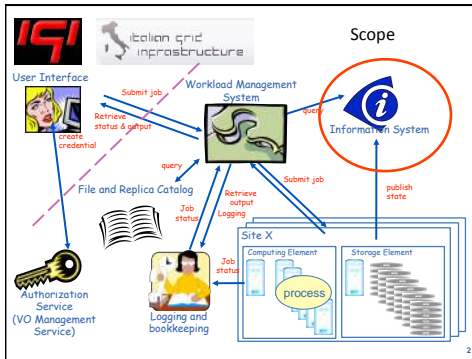 IGI
italian grid
infrastructure
Scope
User Interface
Submit job
Workload Management
System
Retrieve
status & output
create
credential
query
i
Information System
query
Submit job
publish
state
File and Replica Catalog
Job
status
Retrieve
output
Logging
Site X
Job
status
Computing Element
Storage Element
process
Authorization
Service
(VO Management
Service)
Logging and
bookkeeping
2